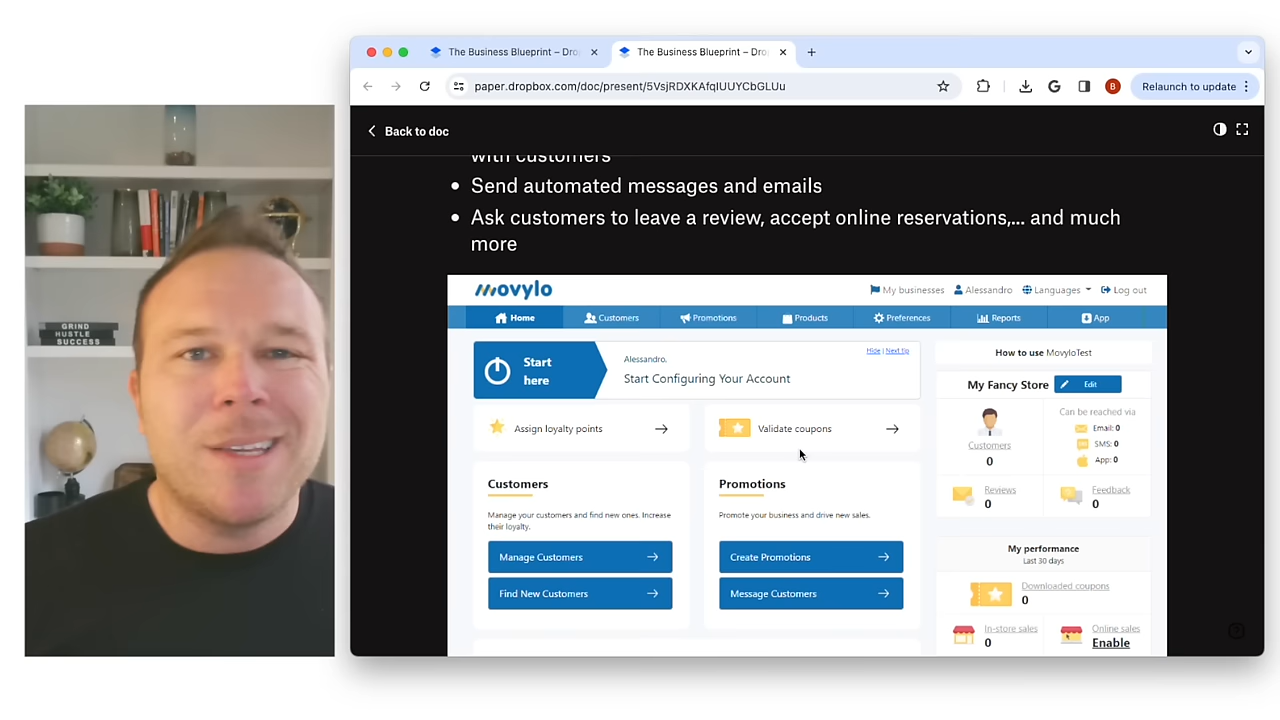 The Business Blueprint – Dro
The Business Blueprint – Dro
paper.dropbox.com/doc/present/5VsjRDXKAfqIUUYCbGLUu
B
Relaunch to update
Back to doc
with customers
Send automated messages and emails
Ask customers to leave a review, accept online reservations,... and much
more
movylo
My businesses
Alessandro
Languages
Log out
Home
Customers
Promotions
Products
Preferences
Reports
App
Start
here
Alessandro,
Start Configuring Your Account
Hide | Next tip
Assign loyalty points
Validate coupons
Customers
Manage your customers and find new ones. Increase
their loyalty.
Manage Customers
Find New Customers
Promotions
Promote your business and drive new sales.
Create Promotions
Message Customers
How to use MovyloTest
My Fancy Store
Edit
Customers
0
Can be reached via
Email: 0
SMS: 0
App: 0
Reviews
0
Feedback
0
My performance
Last 30 days
Downloaded coupons
0
In-store sales
0
Online sales
Enable
GRIND
HUSTLE
SUCCESS